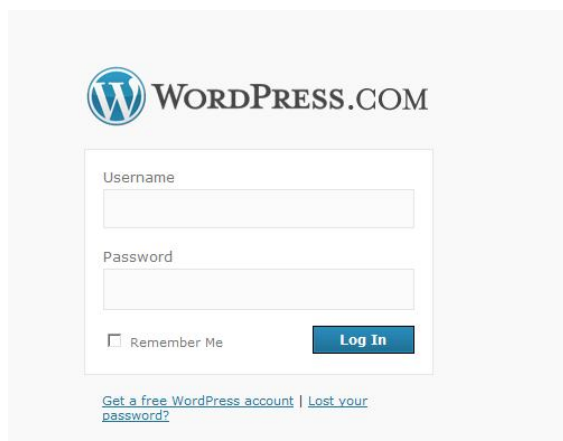 WORDPRESS.COM
Username
Password
Remember Me
Log In
Get a free WordPress account | Lost your
password?